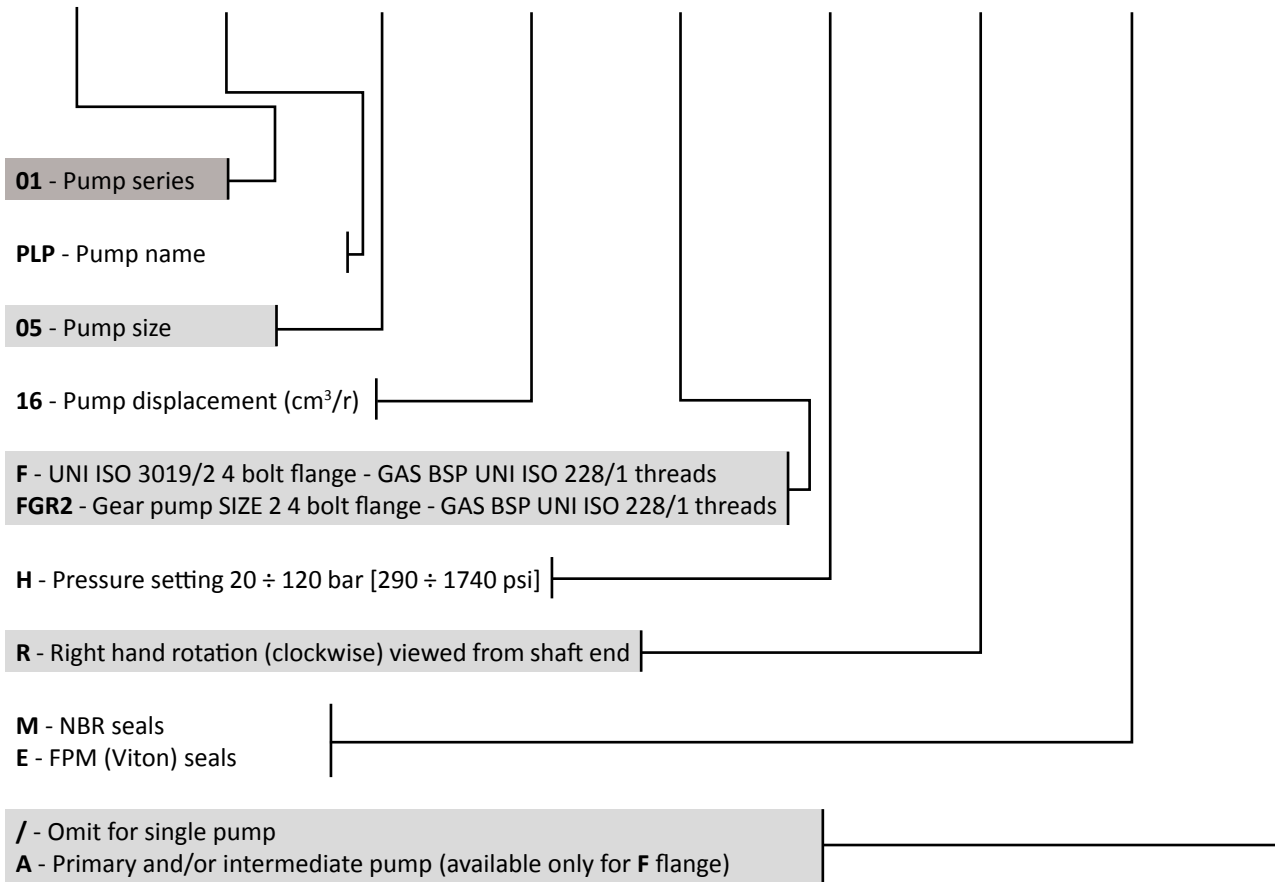 01 - Pump series
PLP - Pump name
05 - Pump size
16 - Pump displacement (cm³/r)
F - UNI ISO 3019/2 4 bolt flange - GAS BSP UNI ISO 228/1 threads
FGR2 - Gear pump SIZE 2 4 bolt flange - GAS BSP UNI ISO 228/1 threads
H - Pressure setting 20 ÷ 120 bar [290 ÷ 1740 psi]
R - Right hand rotation (clockwise) viewed from shaft end
M - NBR seals
E - FPM (Viton) seals
/ - Omit for single pump
A - Primary and/or intermediate pump (available only for F flange)